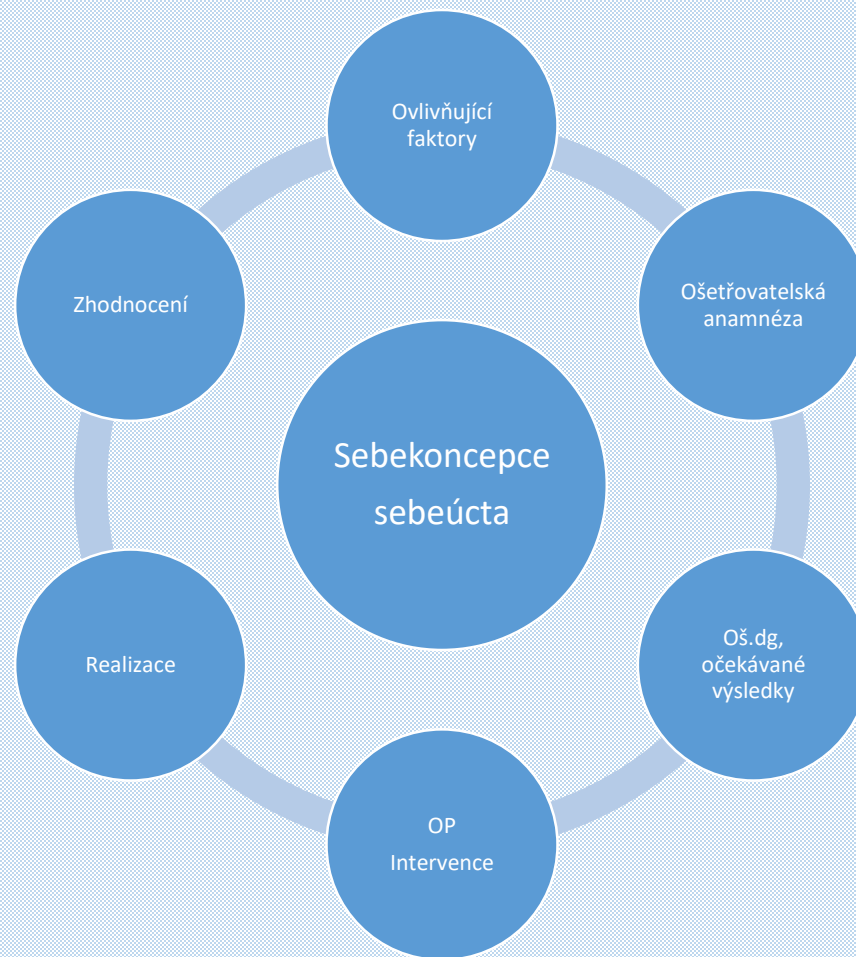 Ovlivňující
faktory
Ošetřovatelská
anamnéza
Oš.dg,
očekávané
výsledky
OP
Intervence
Realizace
Zhodnocení
Sebekoncepce
sebeúcta